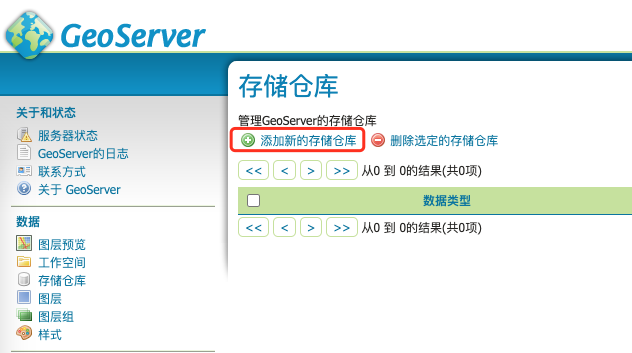 GeoServer
关于和状态
服务器状态
GeoServer的日志
联系方式
关于 GeoServer
数据
图层预览
工作空间
存储仓库
图层
图层组
样式
存储仓库
管理GeoServer的存储仓库
添加新的存储仓库 删除选定的存储仓库
<< < > >> 从0 到 0的结果(共0项)
数据类型
<< < > >> 从0 到 0的结果(共0项)